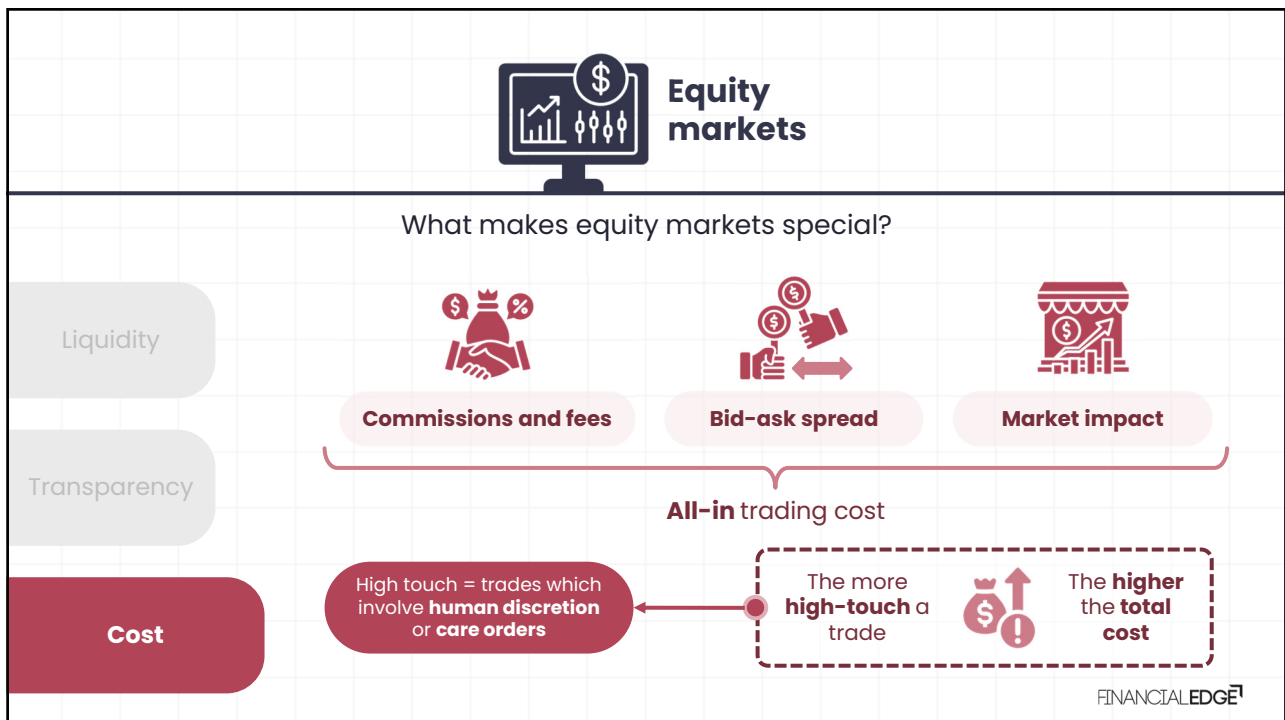 Equity
markets
What makes equity markets special?
Liquidity
Transparency
Cost
$
%
Commissions and fees
Bid-ask spread
Market impact
All-in trading cost
High touch = trades which
involve human discretion
or care orders
The more
high-touch a
trade
The higher
the total
cost
FINANCIALEDGE